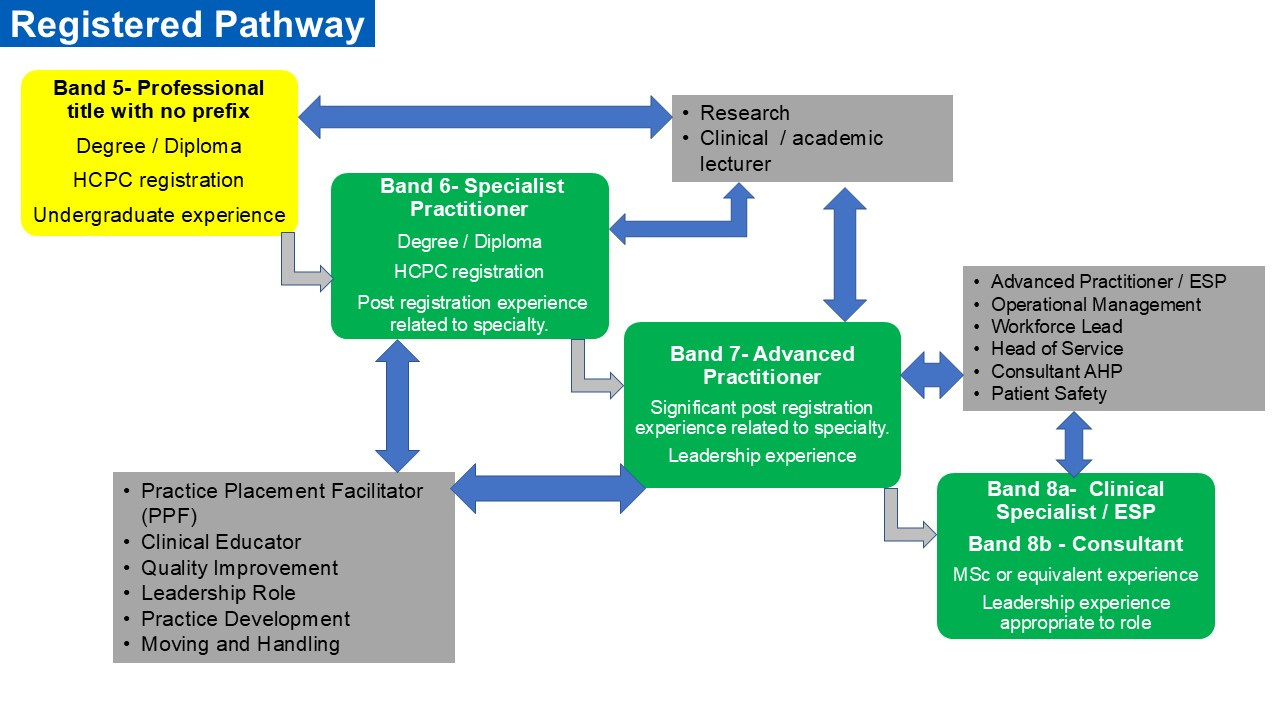 Registered Pathway
Band 5- Professional
title with no prefix
Degree / Diploma
HCPC registration
Undergraduate experience
• Research
• Clinical / academic
lecturer
Band 6- Specialist
Practitioner
Degree / Diploma
HCPC registration
Post registration experience
related to specialty.
• Advanced Practitioner / ESP
• Operational Management
• Workforce Lead
• Head of Service
• Consultant AHP
• Patient Safety
Band 7- Advanced
Practitioner
Significant post registration
experience related to specialty.
Leadership experience
• Practice Placement Facilitator
(PPF)
• Clinical Educator
• Quality Improvement
• Leadership Role
• Practice Development
• Moving and Handling
Band 8a- Clinical
Specialist / ESP
Band 8b - Consultant
MSc or equivalent experience
Leadership experience
appropriate to role